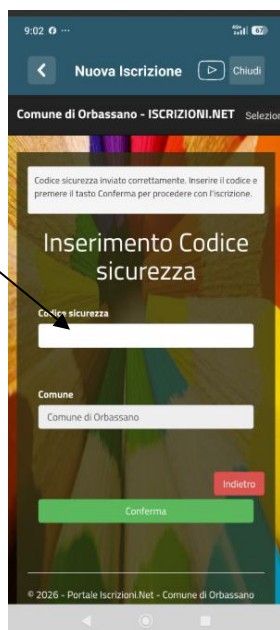 9:02
67
Nuova Iscrizione
Chiudi
Comune di Orbassano - ISCRIZIONI.NET Selezion
Codice sicurezza inviato correttamente. Inserire il codice e
premere il tasto Conferma per procedere con l'iscrizione.
Inserimento Codice
sicurezza
Codice sicurezza
Comune
Comune di Orbassano
Indietro
Conferma
© 2026 - Portale Iscrizioni.Net - Comune di Orbassano